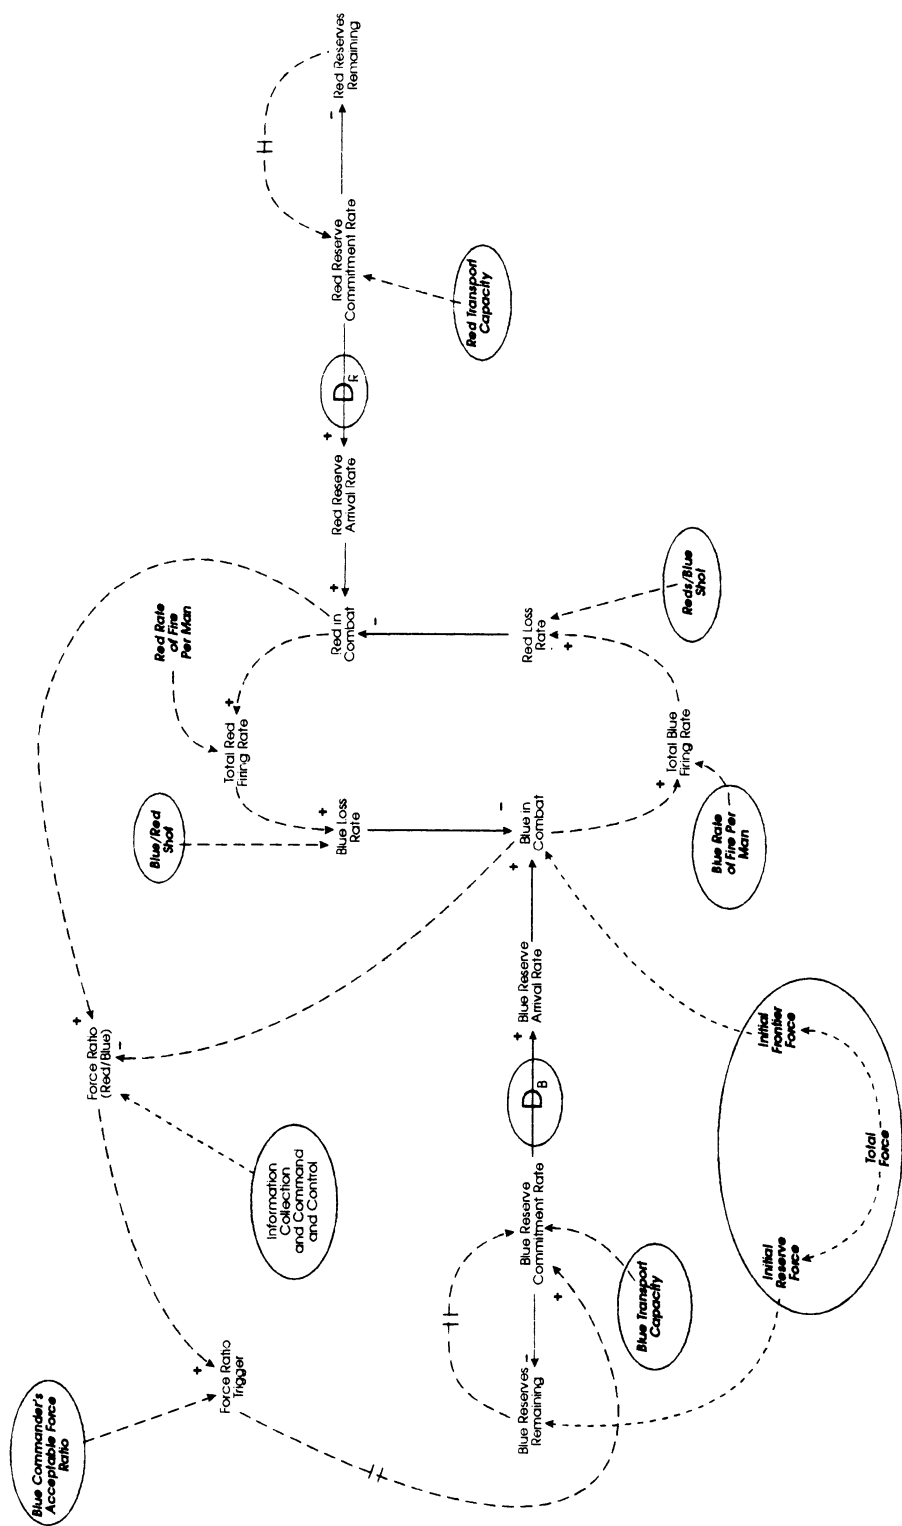 Blue Commander's
Acceptable Force
Ratio
+
Force Ratio
Trigger
Information
Collection
and Command
and Control
+
Force Ratio
(Red/Blue)
-
Blue/Red
Shot
Red Rate
of Fire
Per Man
+
Total Red
Firing Rate
+
Blue Loss
Rate
+
Red in
Combat
-
+
Red Reserve
Arrival Rate
D
R
Red Reserve
Commitment Rate
-
Red Reserves
Remaining
Red Transport
Capacity
Blue Reserves
Remaining
-
Blue Reserve
Commitment Rate
+
D
B
+
Blue Reserve
Arrival Rate
+
-
Blue in
Combat
Red Loss
Rate
+
Reds/Blue
Shot
+
Total Blue
Firing Rate
Blue Rate
of Fire Per
Man
Blue Transport
Capacity
Initial
Reserve
Force
Initial
Frontier
Force
Total
Force